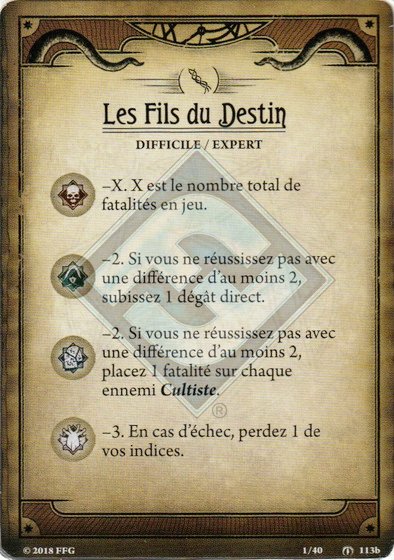 Les Fils du Destin
DIFFICILE / EXPERT
–X. X est le nombre total de
fatalités en jeu.
–2. Si vous ne réussissez pas avec
une différence d'au moins 2,
subissez 1 dégât direct.
–2. Si vous ne réussissez pas avec
une différence d'au moins 2,
placez 1 fatalité sur chaque
ennemi Cultiste.
®
–3. En cas d'échec, perdez 1 de
vos indices.
© 2018 FFG 1/40 113b